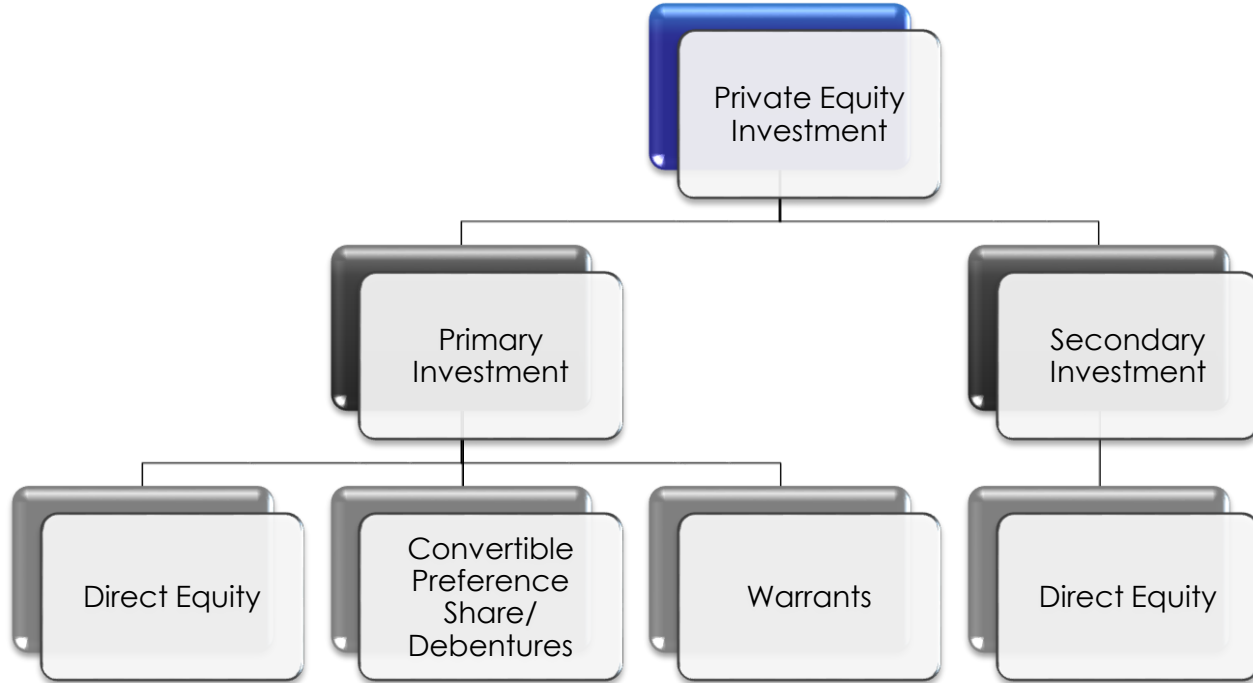 Private Equity
Investment
Primary
Investment
Secondary
Investment
Direct Equity
Convertible
Preference
Share/
Debentures
Warrants
Direct Equity